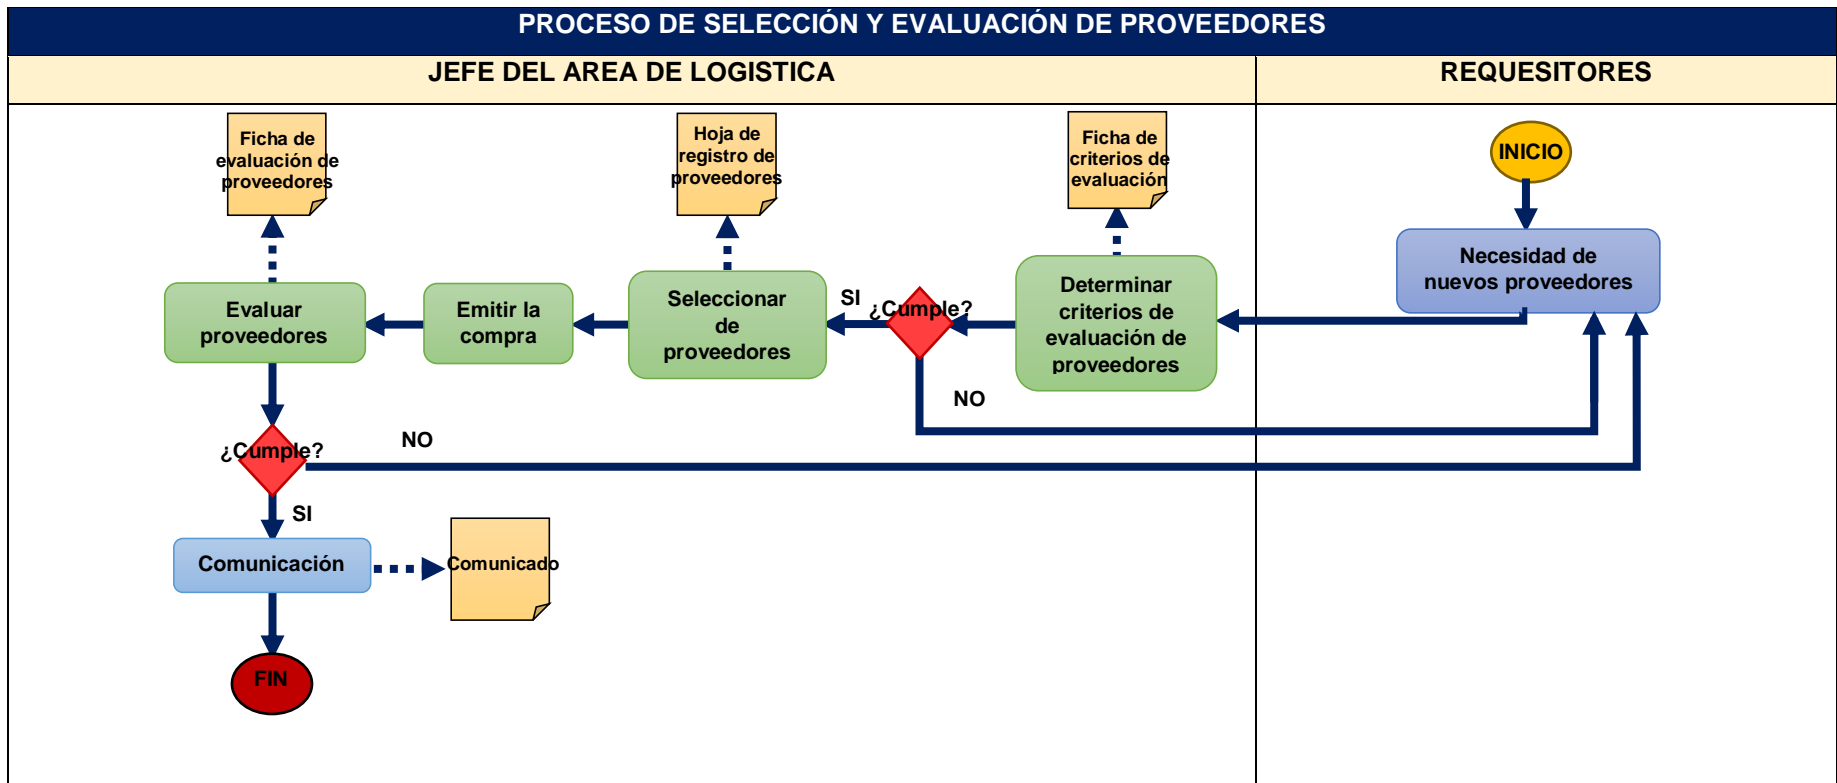 PROCESO DE SELECCIÓN Y EVALUACIÓN DE PROVEEDORES
JEFE DEL AREA DE LOGISTICA
REQUESITORES
Ficha de
evaluación de
proveedores
Hoja de
registro de
proveedores
Ficha de
criterios de
evaluación
INICIO
Necesidad de
nuevos proveedores
Evaluar
proveedores
Emitir la
compra
Seleccionar
de
proveedores
SI
¿Cumple?
Determinar
criterios de
evaluación de
proveedores
NO
¿Cumple?
NO
SI
Comunicación
Comunicado
FIN